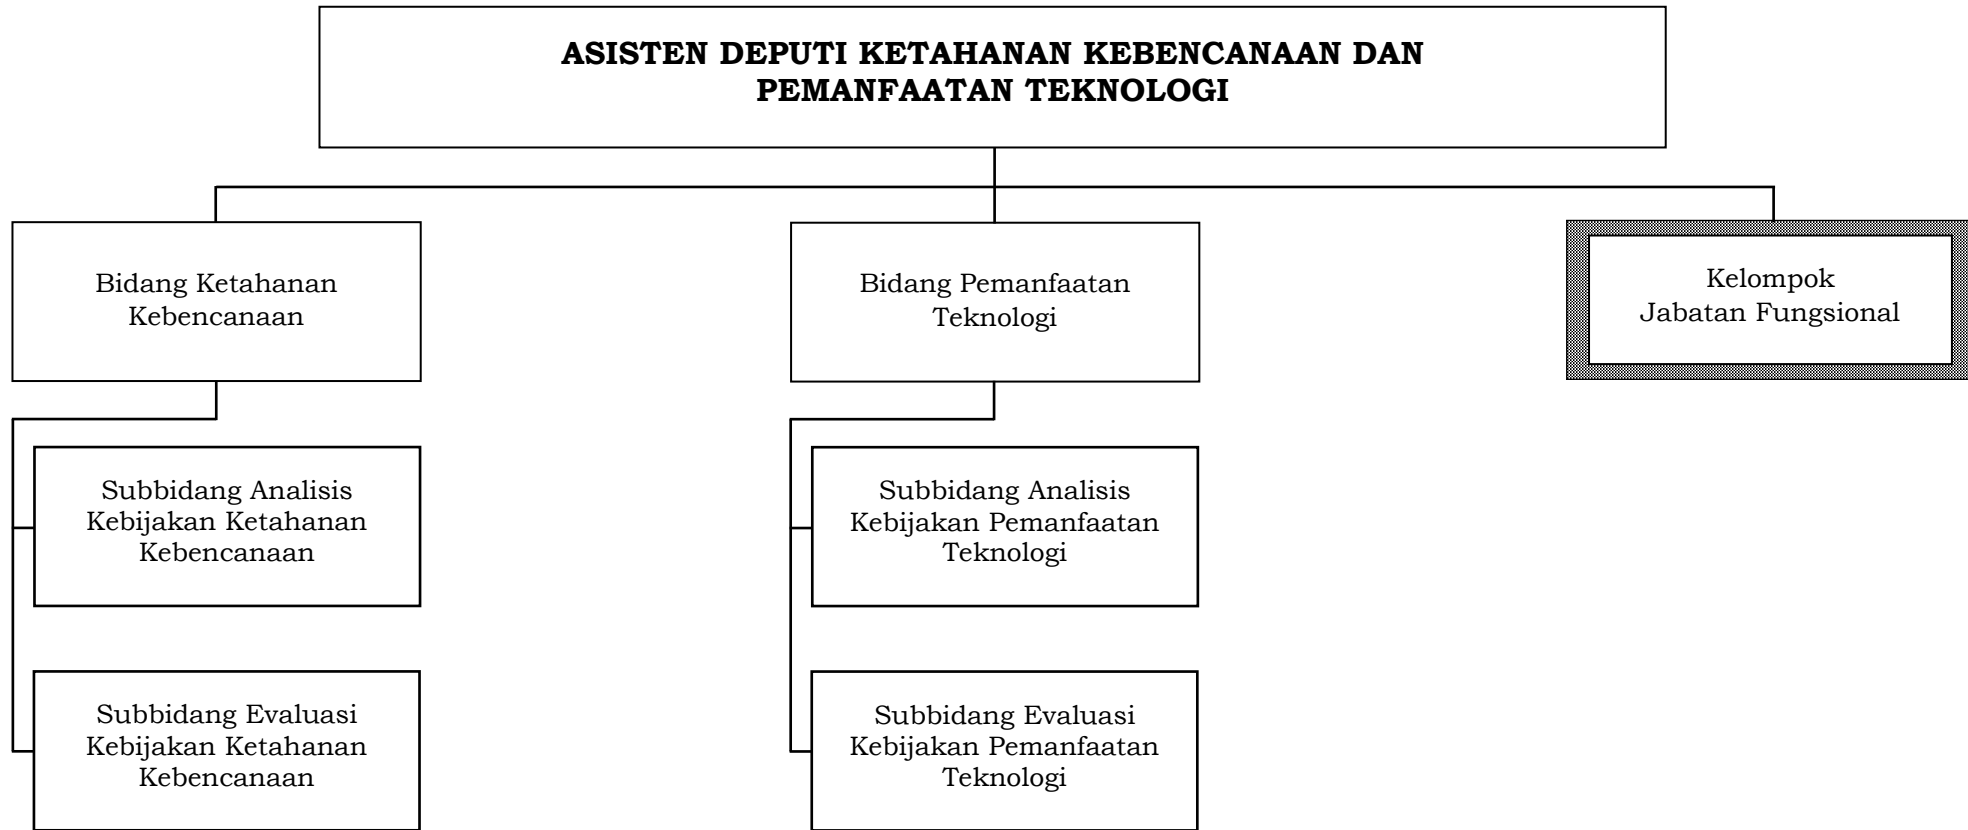 ASISTEN DEPUTI KETAHANAN KEBENCANAAN DAN
PEMANFAATAN TEKNOLOGI
Bidang Ketahanan
Kebencanaan
Bidang Pemanfaatan
Teknologi
Kelompok
Jabatan Fungsional
Subbidang Analisis
Kebijakan Ketahanan
Kebencanaan
Subbidang Analisis
Kebijakan Pemanfaatan
Teknologi
Subbidang Evaluasi
Kebijakan Ketahanan
Kebencanaan
Subbidang Evaluasi
Kebijakan Pemanfaatan
Teknologi